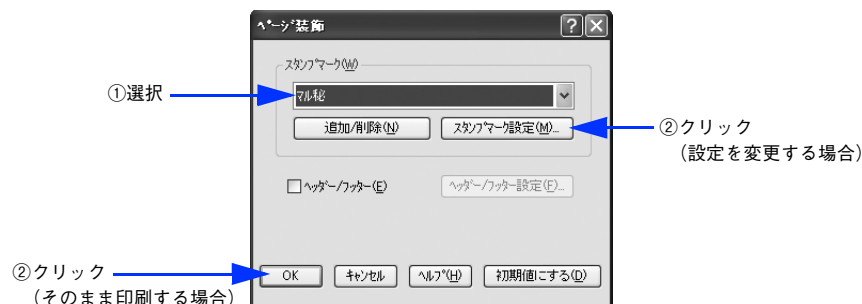 ページ装飾
スタンプマーク(W)
①選択
マル秘
追加/削除(N)
スタンプマーク設定(M)...
②クリック
(設定を変更する場合)
ヘッダー/フッター(E)
ヘッダー/フッター設定(F)...
②クリック
(そのまま印刷する場合)
OK
キャンセル
ヘルプ(H)
初期値にする(D)